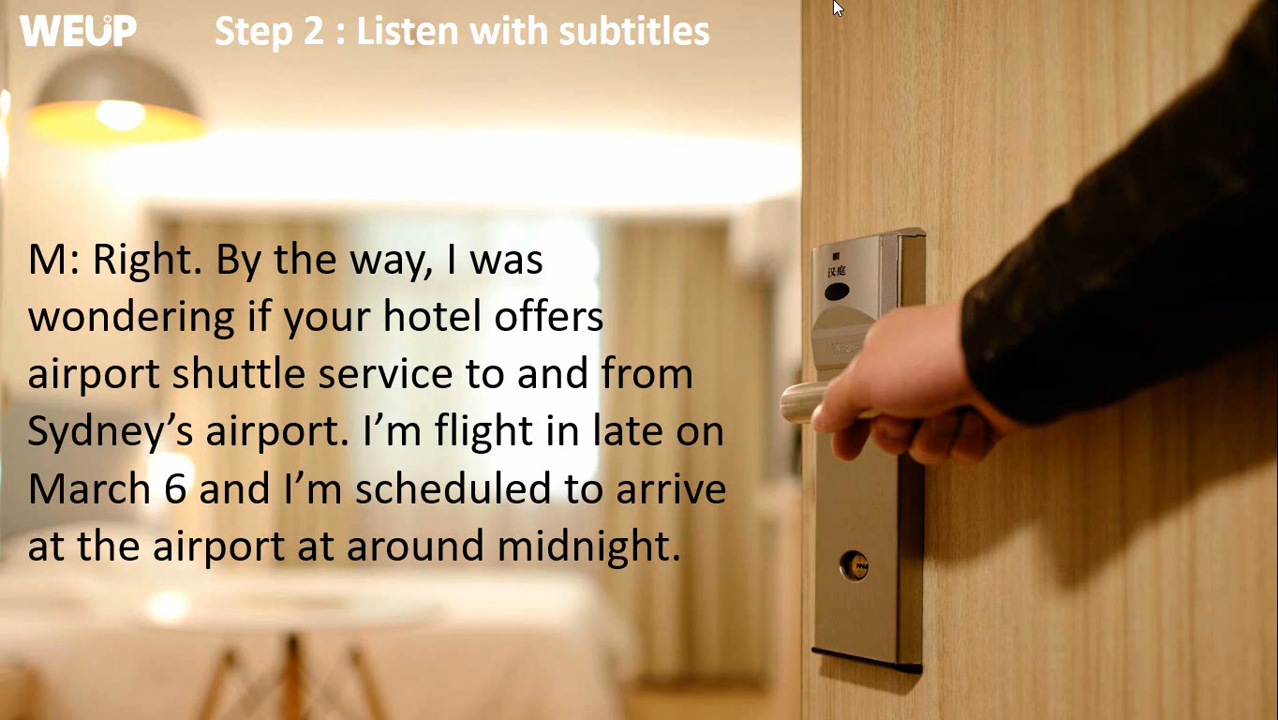 WEUP
Step 2 : Listen with subtitles
M: Right. By the way, I was
wondering if your hotel offers
airport shuttle service to and from
Sydney’s airport. I’m flight in late on
March 6 and I’m scheduled to arrive
at the airport at around midnight.
汉庭